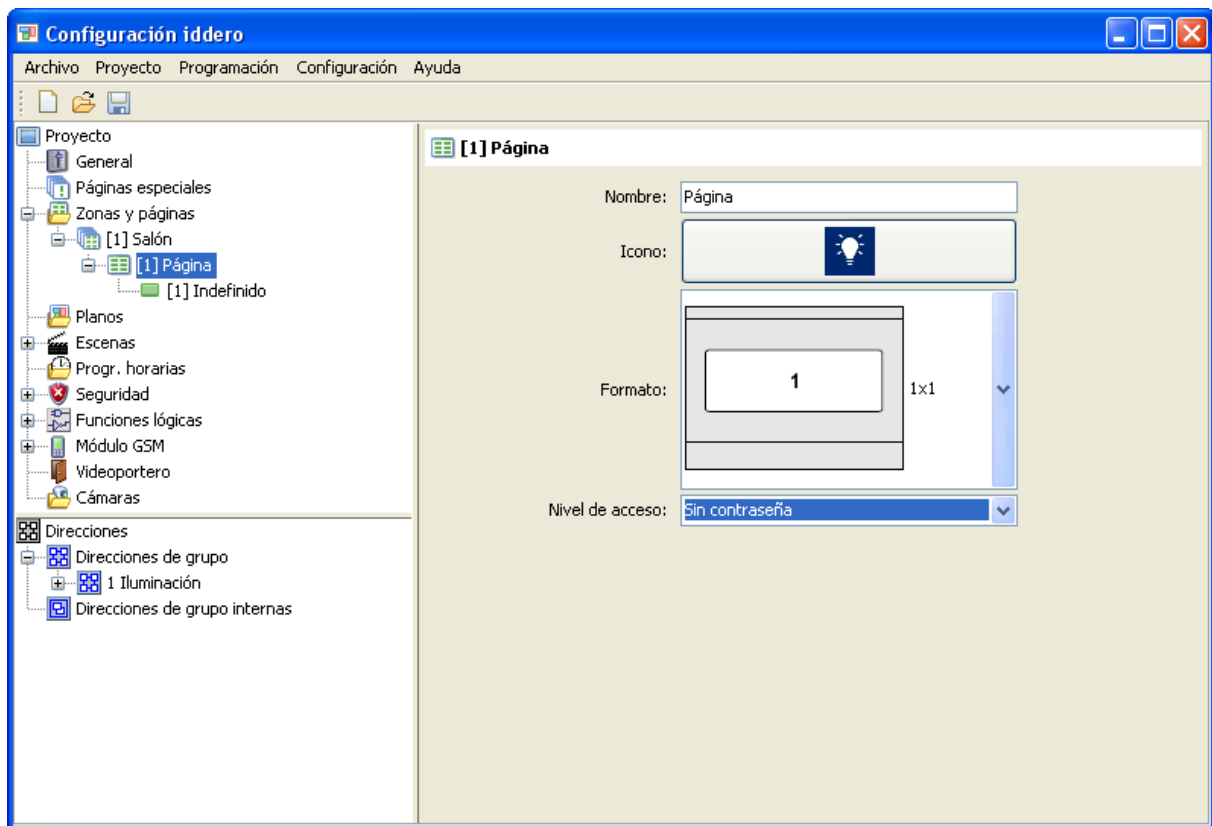 Configuración iddero
Archivo Proyecto Programación Configuración Ayuda
Proyecto
General
Páginas especiales
Zonas y páginas
[1] Salón
[1] Página
[1] Indefinido
Planos
Escenas
Progr. horarias
Seguridad
Funciones lógicas
Módulo GSM
Videoportero
Cámaras
Direcciones
Direcciones de grupo
1 Iluminación
Direcciones de grupo internas
[1] Página
Nombre: Página
Icono:
Formato: 1 1x1
Nivel de acceso: Sin contraseña